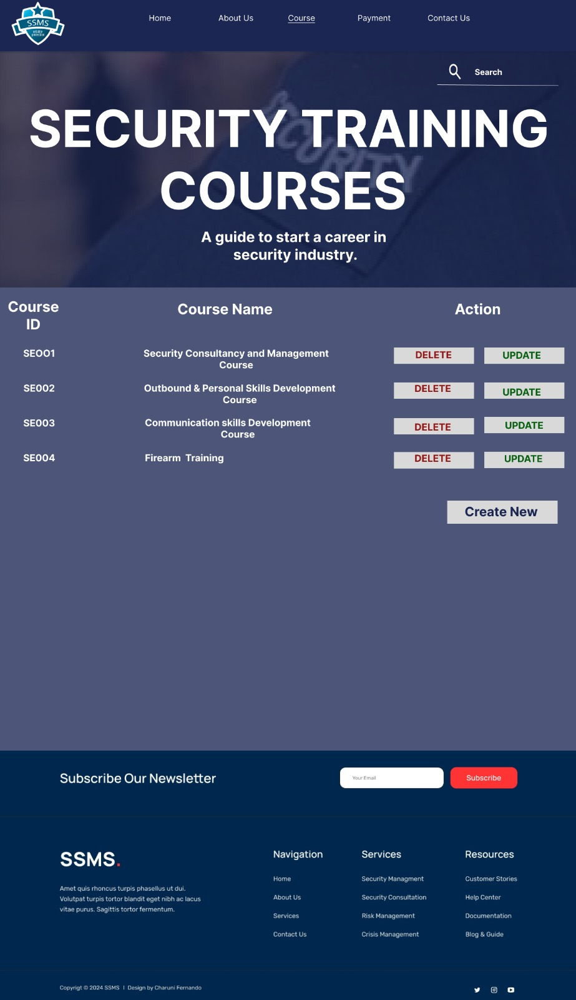 SSMS
reliable
protection
Home About Us Course Payment Contact Us
Search
SECURITY
SECURITY TRAINING
COURSES
A guide to start a career in
security industry.
Course
ID
Course Name
Action
SEOO1 Security Consultancy and Management
Course
DELETE UPDATE
SE002 Outbound & Personal Skills Development
Course
DELETE UPDATE
SE003 Communication skills Development
Course
DELETE UPDATE
SE004 Firearm Training DELETE UPDATE
Create New
Subscribe Our Newsletter Your Email Subscribe
SSMS.
Amet quis rhoncus turpis phasellus ut dui.
Volutpat turpis tortor blandit eget nibh ac lacus
vitae purus. Sagittis tortor fermentum.
Navigation
Home
About Us
Services
Contact Us
Services
Security Managment
Security Consultation
Risk Management
Crisis Management
Resources
Customer Stories
Help Center
Documentation
Blog & Guide
Copyrigt © 2024 SSMS I Design by Charuni Fernando